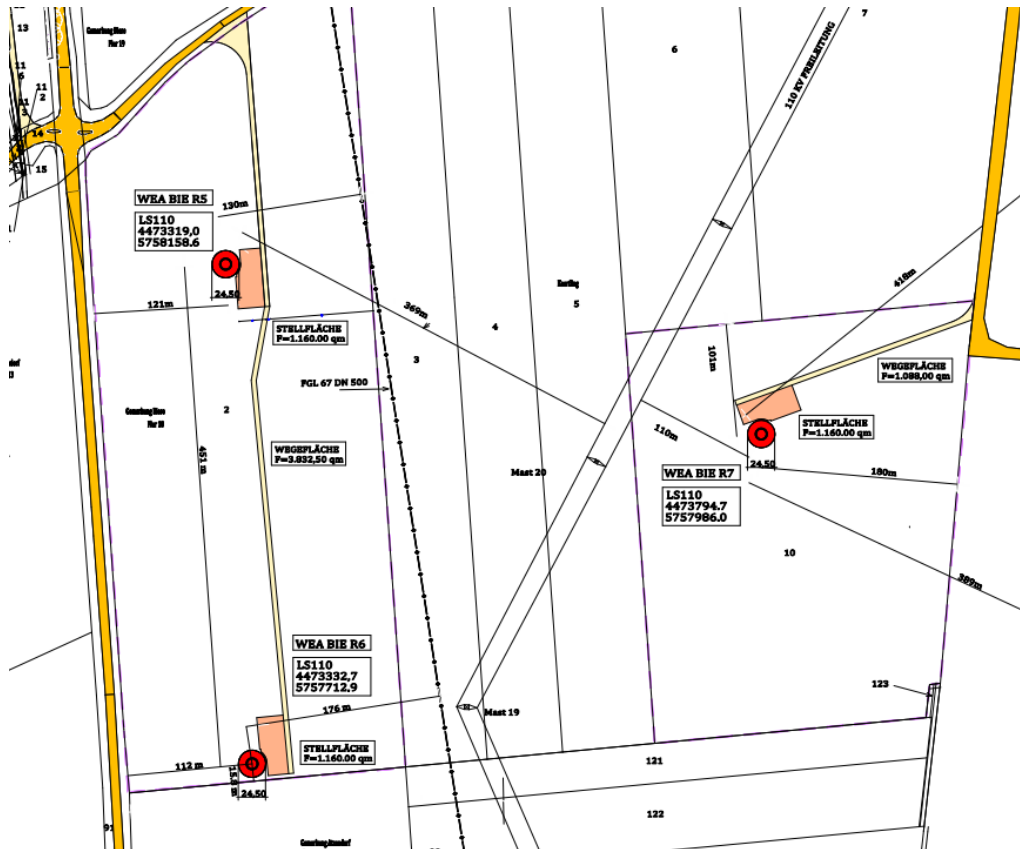 13
Flur 19
7
6
110 KV FREILEITUNG
11
6
11
2
11
3
14
15
WEA BIE R5
LS110
4473319,0
5758158.6
130m
24.50
121m
STELLFLÄCHE
F=1.160.00 qm
369m
418m
5
4
3
2
FGL 67 DN 500
101m
WEGEFLÄCHE
F=1.088,00 qm
STELLFLÄCHE
F=1.160.00 qm
110m
24.50
180m
WEA BIE R7
LS110
4473794.7
5757986.0
WEGEFLÄCHE
F=3.832,50 qm
451 m
Mast 20
10
389m
WEA BIE R6
LS110
4473332,7
5757712.9
176 m
Mast 19
123
STELLFLÄCHE
F=1.160.00 qm
112 m
24.50
121
122
91